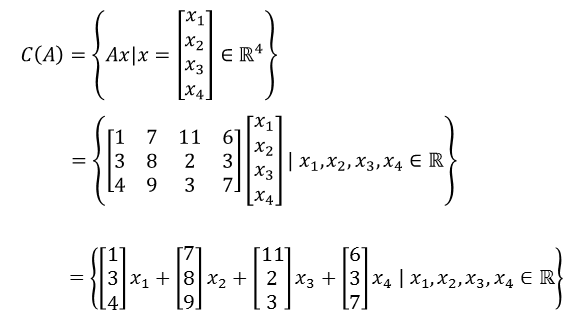 C(A) = { Ax|x = [x₁ x₂ x₃ x₄] ∈ ℝ⁴ }
= { [1 7 11 6 3 8 2 3 4 9 3 7] [x₁ x₂ x₃ x₄] | x₁, x₂, x₃, x₄ ∈ ℝ }
= { [1 3 4] x₁ + [7 8 9] x₂ + [11 2 3] x₃ + [6 3 7] x₄ | x₁, x₂, x₃, x₄ ∈ ℝ }